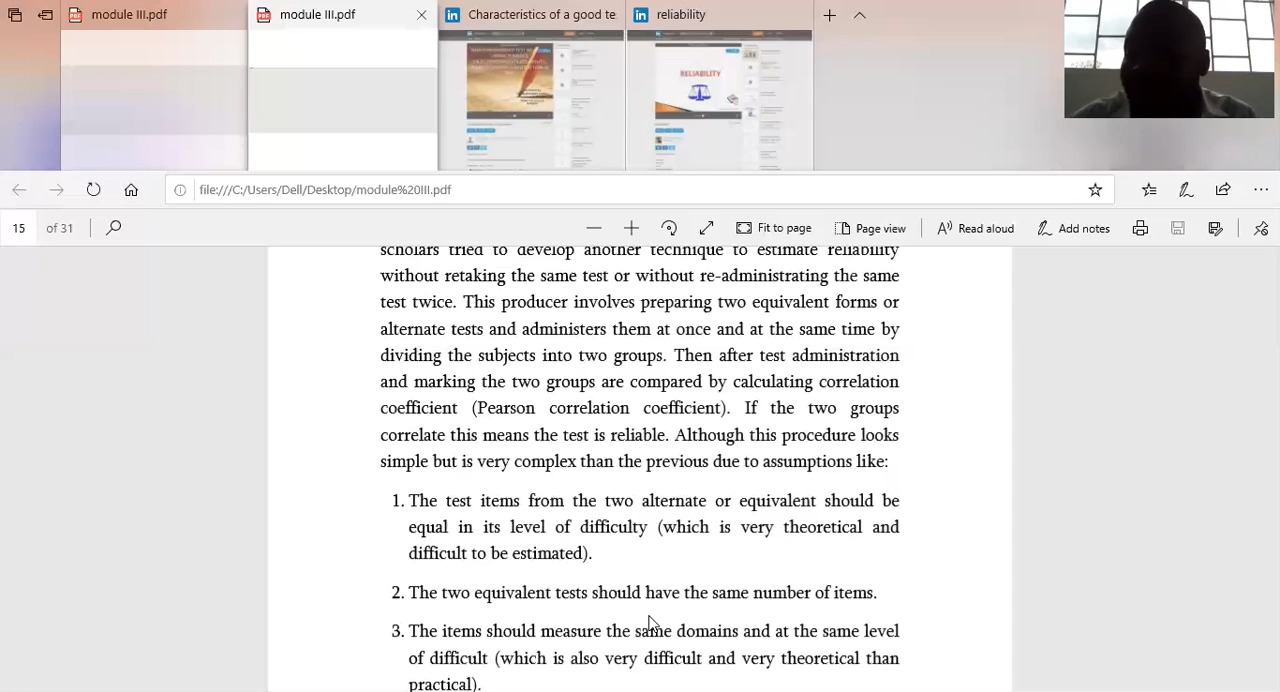 module III.pdf
module III.pdf
Characteristics of a good te
reliability
RELIABILITY
file:///C:/Users/Dell/Desktop/module%20III.pdf
15 of 31
Fit to page
Page view
Read aloud
Add notes
scholars tried to develop another technique to estimate reliability
without retaking the same test or without re-administrating the same
test twice. This producer involves preparing two equivalent forms or
alternate tests and administers them at once and at the same time by
dividing the subjects into two groups. Then after test administration
and marking the two groups are compared by calculating correlation
coefficient (Pearson correlation coefficient). If the two groups
correlate this means the test is reliable. Although this procedure looks
simple but is very complex than the previous due to assumptions like:
1. The test items from the two alternate or equivalent should be
equal in its level of difficulty (which is very theoretical and
difficult to be estimated).
2. The two equivalent tests should have the same number of items.
3. The items should measure the same domains and at the same level
of difficult (which is also very difficult and very theoretical than
practical).